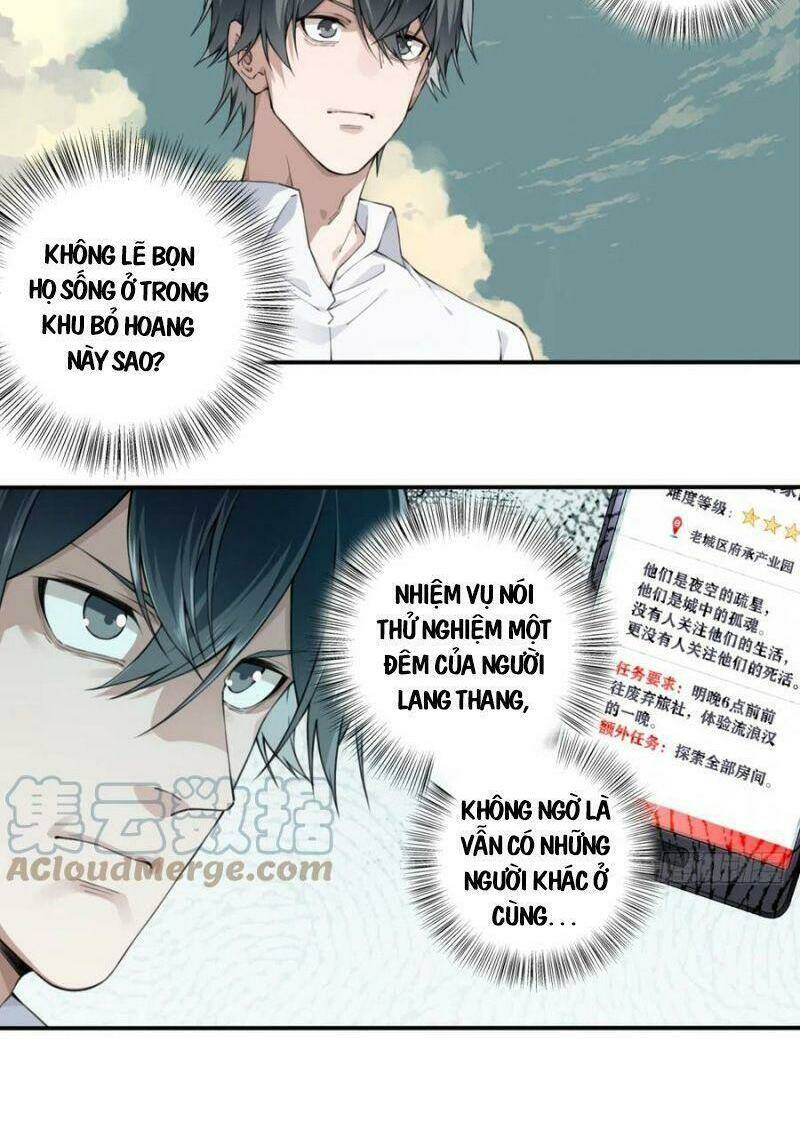 KHÔNG LẼ BỌN
HỌ SỐNG Ở TRONG
KHU BỎ HOANG
NÀY SAO?
NHIỆM VỤ NÓI
THỬ NGHIỆM MỘT
ĐÊM CỦA NGƯỜI
LANG THANG,
难度等级:
老城区府承产业园
他们是夜空的疏星,
他们是城中的孤魂。
没有人关注他们的生活,
更没有人关注他们的死活。
任务要求: 明晚6点前前
往废弃旅社, 体验流浪汉
的一晚。
额外任务: 探索全部房间。
KHÔNG NGỜ LÀ
VẪN CÓ NHỮNG
NGƯỜI KHÁC Ở
CÙNG...
集云数据
ACloudMerge.com